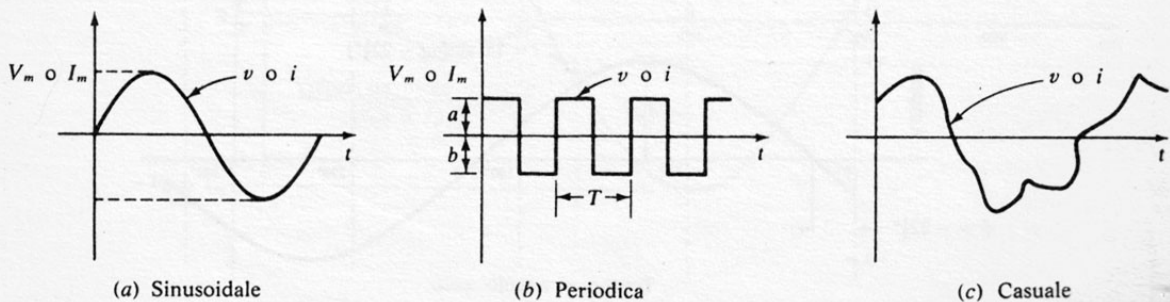 V_m o I_m
v o i
t
(a) Sinusoidale
V_m o I_m
v o i
a
b
T
t
(b) Periodica
v o i
t
(c) Casuale